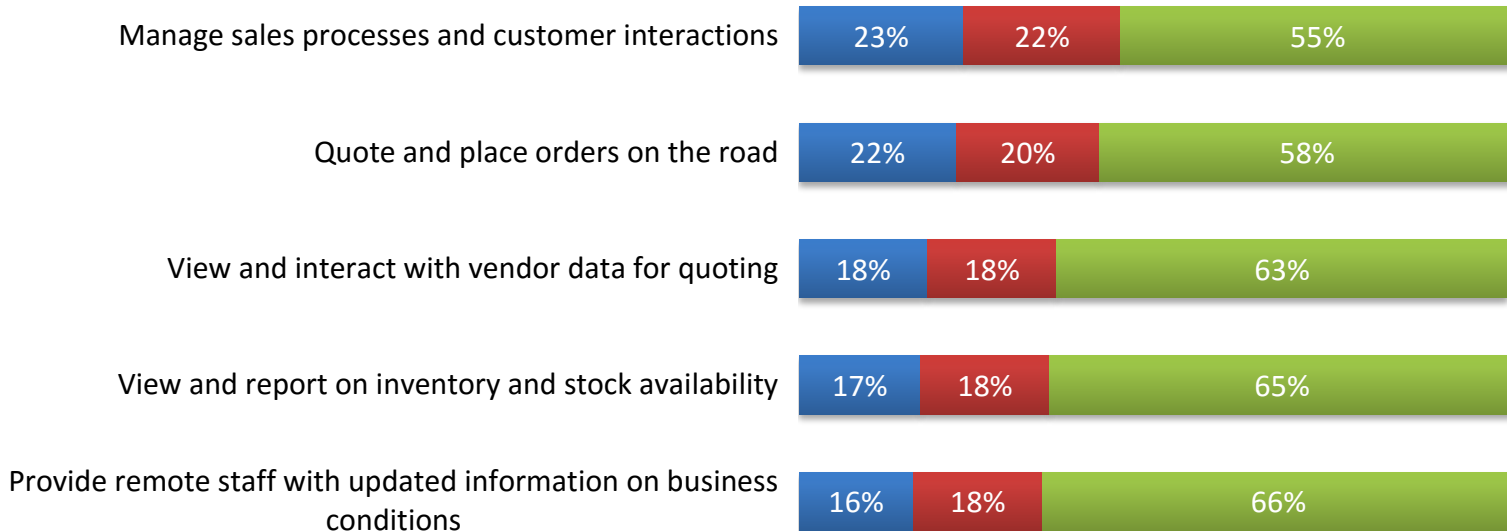 Manage sales processes and customer interactions 23% 22% 55%
Quote and place orders on the road 22% 20% 58%
View and interact with vendor data for quoting 18% 18% 63%
View and report on inventory and stock availability 17% 18% 65%
Provide remote staff with updated information on business
conditions 16% 18% 66%